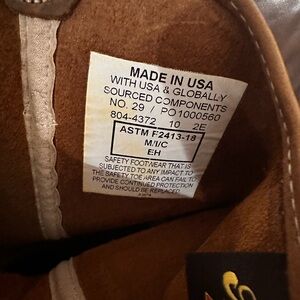 MADE IN USA
WITH USA & GLOBALLY
SOURCED COMPONENTS
NO. 29 / PO1000560
804-4372 10 2E
ASTM F2413-18
M/I/C
EH
SAFETY FOOTWEAR THAT IS
SUBJECTED TO ANY IMPACT TO
THE SAFETY TOE AREA CAN FAIL TO
PROVIDE CONTINUED PROTECTION
AND SHOULD BE REPLACED